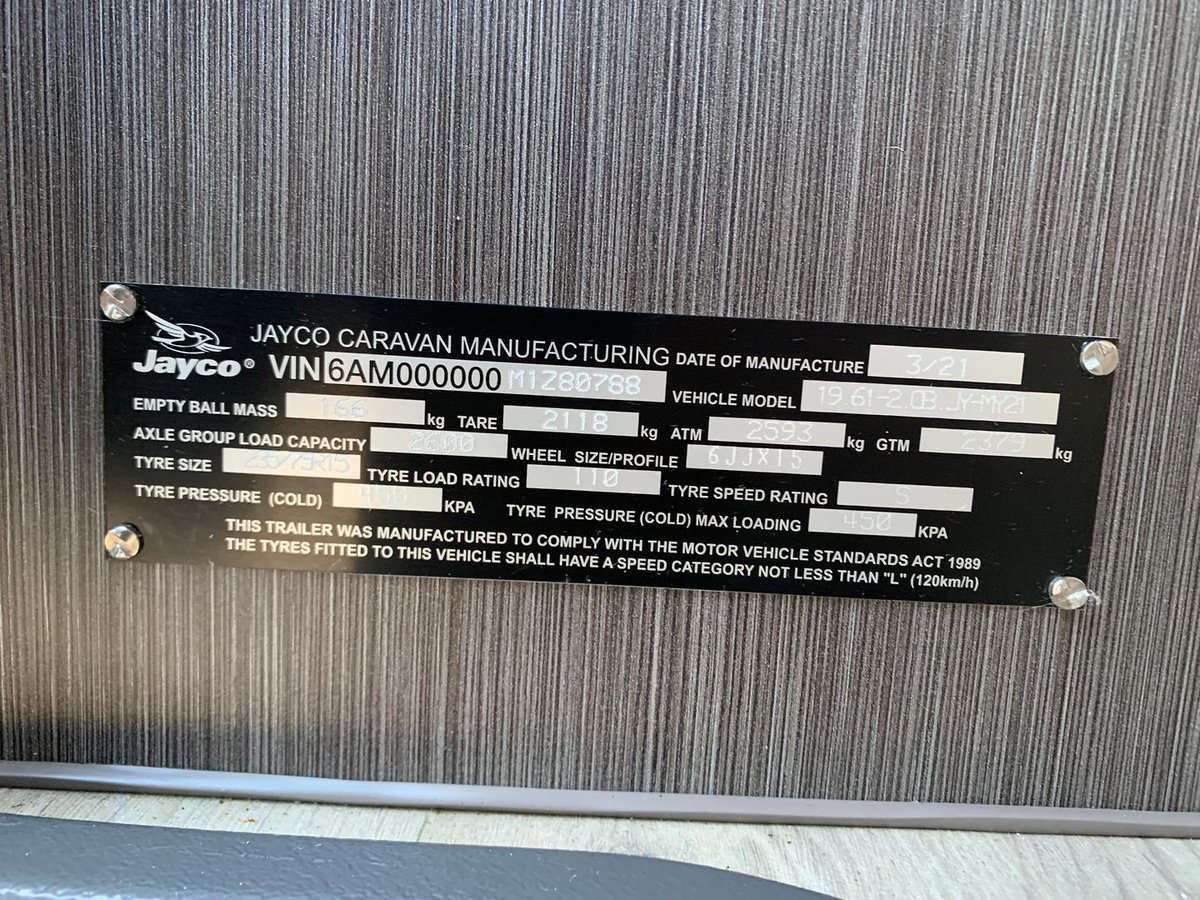 JAYCO CARAVAN MANUFACTURING DATE OF MANUFACTURE 3/21
Jayco® VIN 6AM000000 M1Z80788 VEHICLE MODEL 19.61-2.OB.JY-MY21
EMPTY BALL MASS 166 kg TARE 2118 kg ATM 2593 kg GTM 2379 kg
AXLE GROUP LOAD CAPACITY 2600 WHEEL SIZE/PROFILE 6JJX15
TYRE SIZE 235/75R15 TYRE LOAD RATING 110 TYRE SPEED RATING S
TYRE PRESSURE (COLD) 450 KPA TYRE PRESSURE (COLD) MAX LOADING 450 KPA
THIS TRAILER WAS MANUFACTURED TO COMPLY WITH THE MOTOR VEHICLE STANDARDS ACT 1989
THE TYRES FITTED TO THIS VEHICLE SHALL HAVE A SPEED CATEGORY NOT LESS THAN "L" (120km/h)